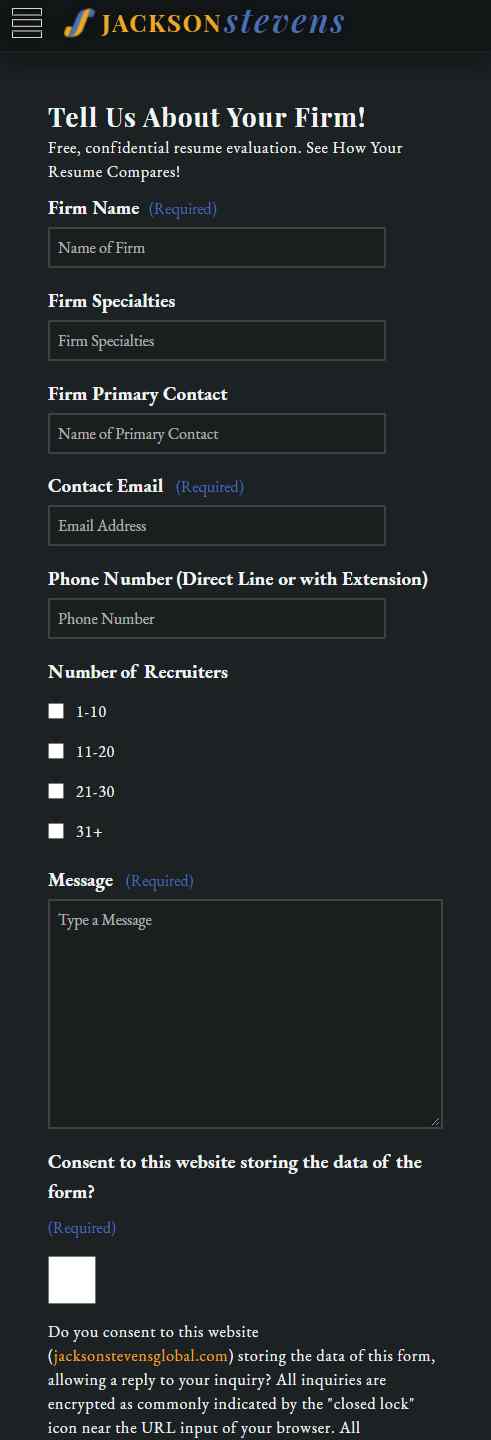 JACKSONstevens
Tell Us About Your Firm!
Free, confidential resume evaluation. See How Your
Resume Compares!
Firm Name (Required)
Name of Firm
Firm Specialties
Firm Specialties
Firm Primary Contact
Name of Primary Contact
Contact Email (Required)
Email Address
Phone Number (Direct Line or with Extension)
Phone Number
Number of Recruiters
1-10
11-20
21-30
31+
Message (Required)
Type a Message
Consent to this website storing the data of the
form?
(Required)
Do you consent to this website
(jacksonstevensglobal.com) storing the data of this form,
allowing a reply to your inquiry? All inquiries are
encrypted as commonly indicated by the "closed lock"
icon near the URL input of your browser. All